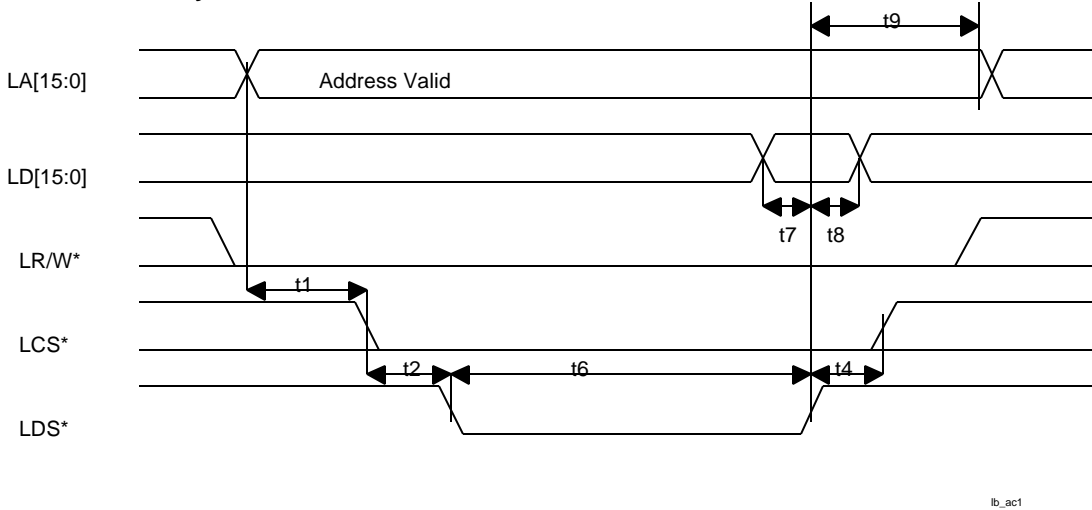 t9
LA[15:0]
Address Valid
LD[15:0]
t7 t8
LR/W*
t1
LCS*
t2 t6 t4
LDS*
lb_ac1